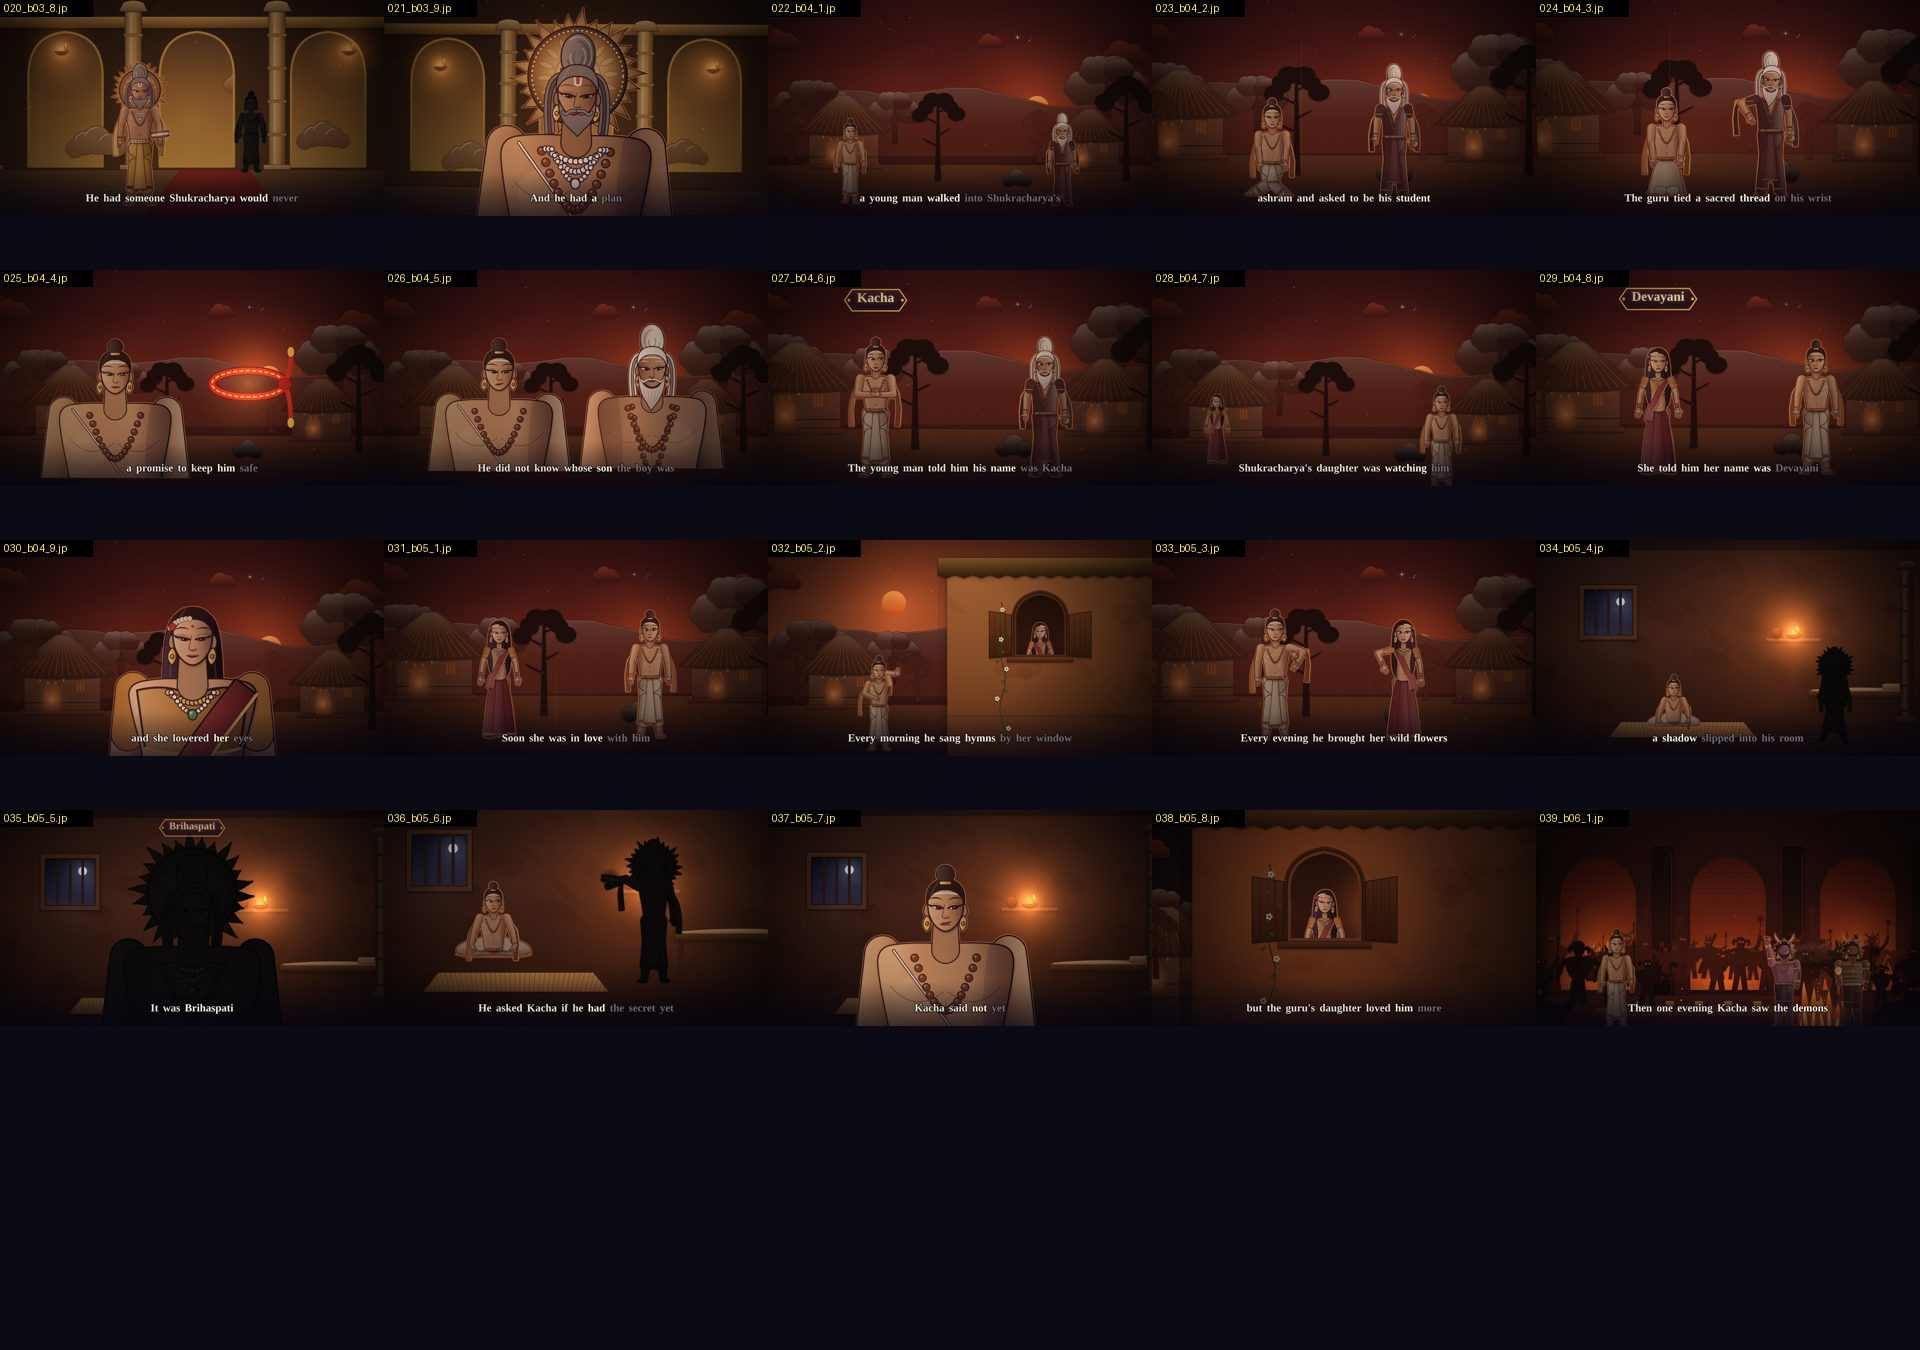 020_b03_8.jp
He had someone Shukracharya would never
021_b03_9.jp
And he had a plan
022_b04_1.jp
a young man walked into Shukracharya's
023_b04_2.jp
ashram and asked to be his student
024_b04_3.jp
The guru tied a sacred thread on his wrist
025_b04_4.jp
a promise to keep him safe
026_b04_5.jp
He did not know whose son the boy was
027_b04_6.jp
Kacha
The young man told him his name was Kacha
028_b04_7.jp
Shukracharya's daughter was watching him
029_b04_8.jp
Devayani
She told him her name was Devayani
030_b04_9.jp
and she lowered her eyes
031_b05_1.jp
Soon she was in love with him
032_b05_2.jp
Every morning he sang hymns by her window
033_b05_3.jp
Every evening he brought her wild flowers
034_b05_4.jp
a shadow slipped into his room
035_b05_5.jp
Brihaspati
It was Brihaspati
036_b05_6.jp
He asked Kacha if he had the secret yet
037_b05_7.jp
Kacha said not yet
038_b05_8.jp
but the guru's daughter loved him more
039_b06_1.jp
Then one evening Kacha saw the demons